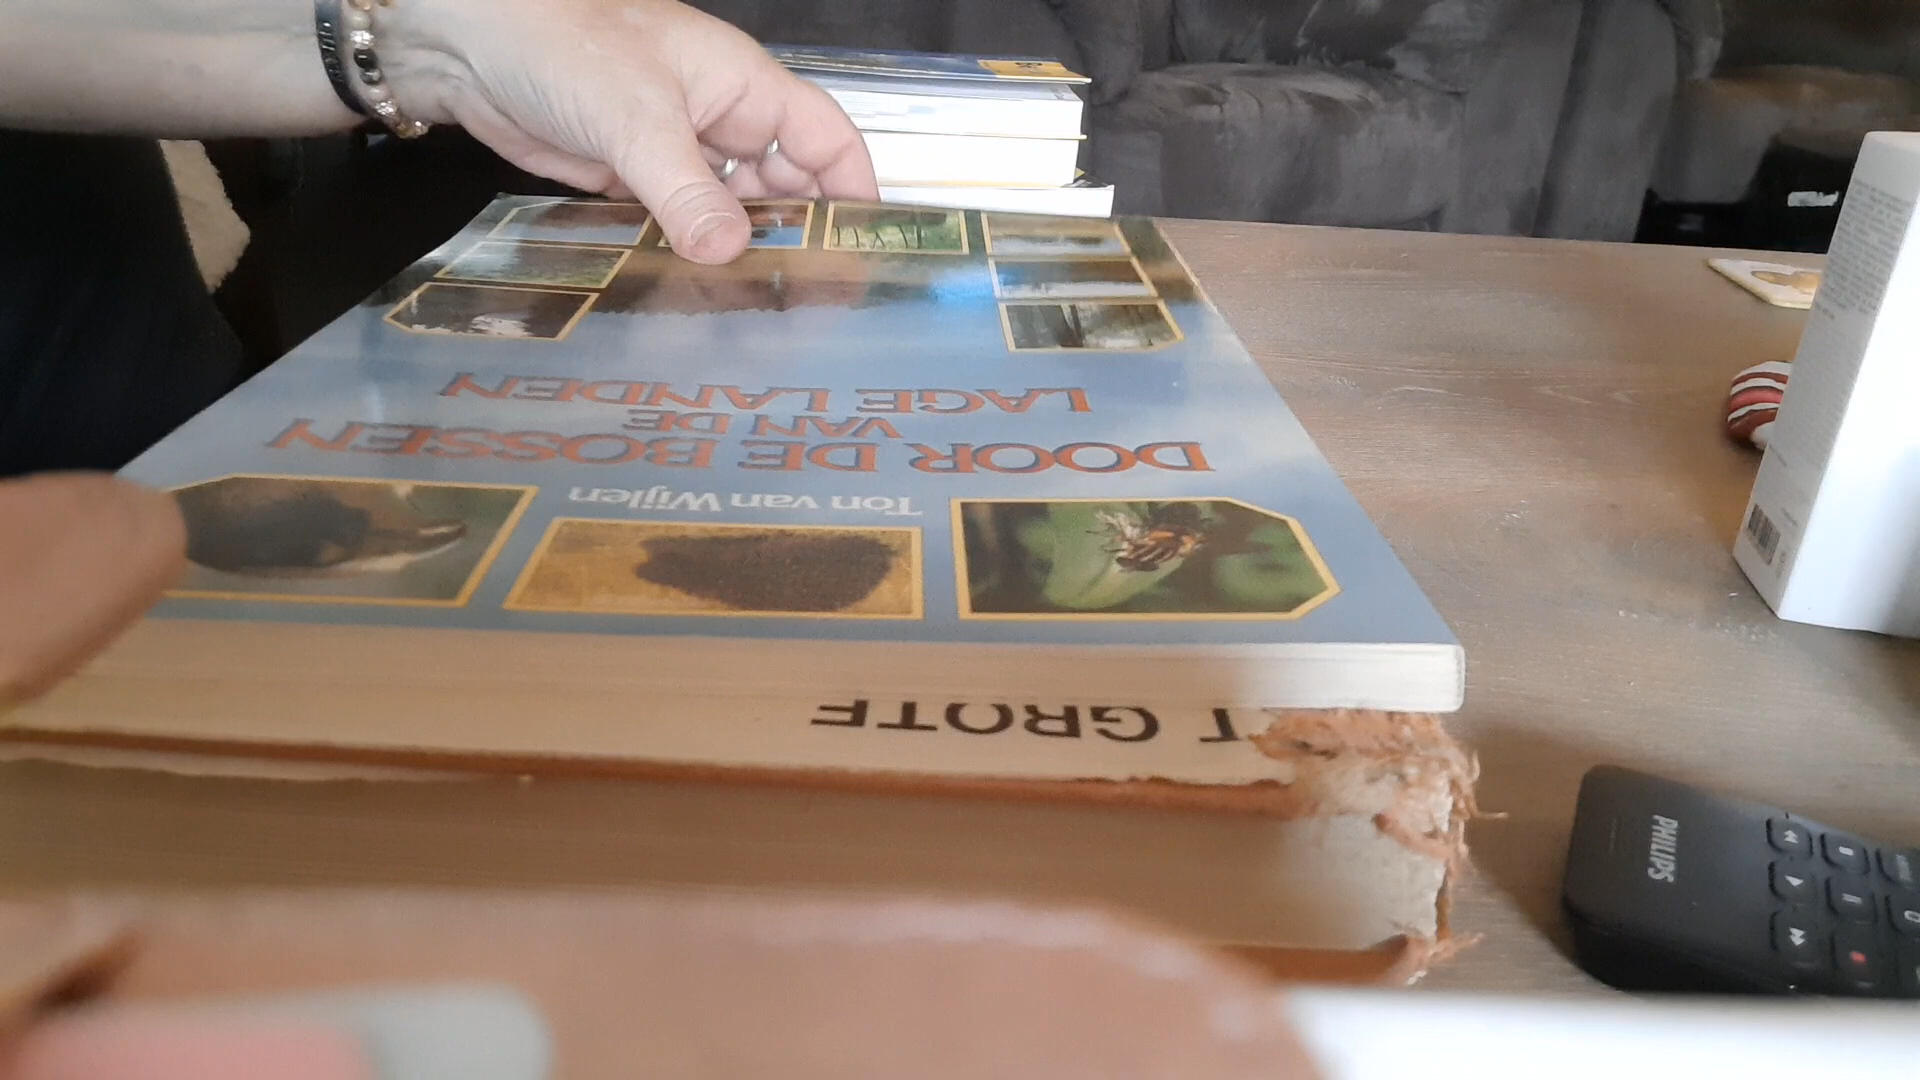 Ton van Wijlen
DOOR DE BOSSEN
VAN DE
LAGE LANDEN
T GROTE
PHILIPS